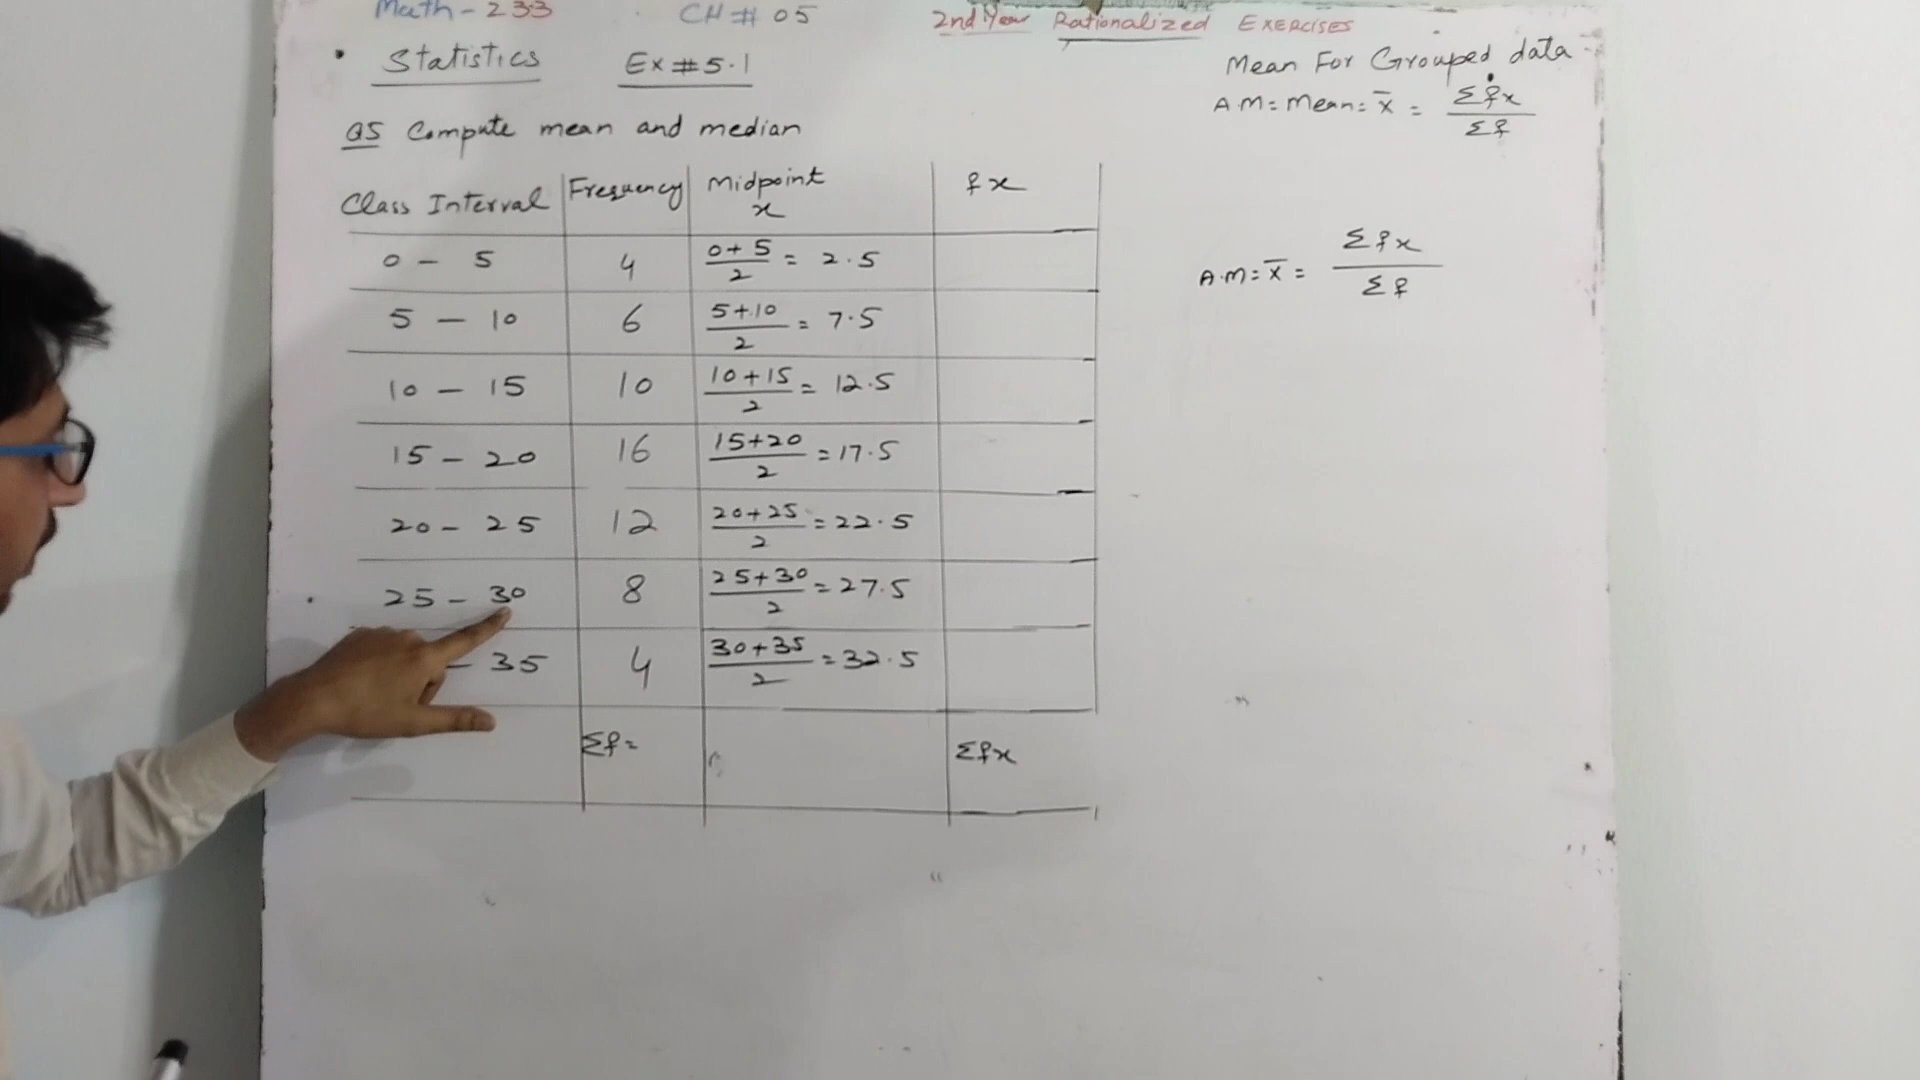 Math - 233 CH # 05 2nd Year Rationalized EXERCISES
Statistics Ex # 5.1
Mean For Grouped data
A.M = Mean = x̄ = Σfx / Σf
Q5 Compute mean and median
Class Interval Frequency Midpoint x fx
0 - 5 4 0+5/2 = 2.5
5 - 10 6 5+10/2 = 7.5
10 - 15 10 10+15/2 = 12.5
15 - 20 16 15+20/2 = 17.5
20 - 25 12 20+25/2 = 22.5
25 - 30 8 25+30/2 = 27.5
- 35 4 30+35/2 = 32.5
Σf = Σfx
A.M = x̄ = Σfx / Σf